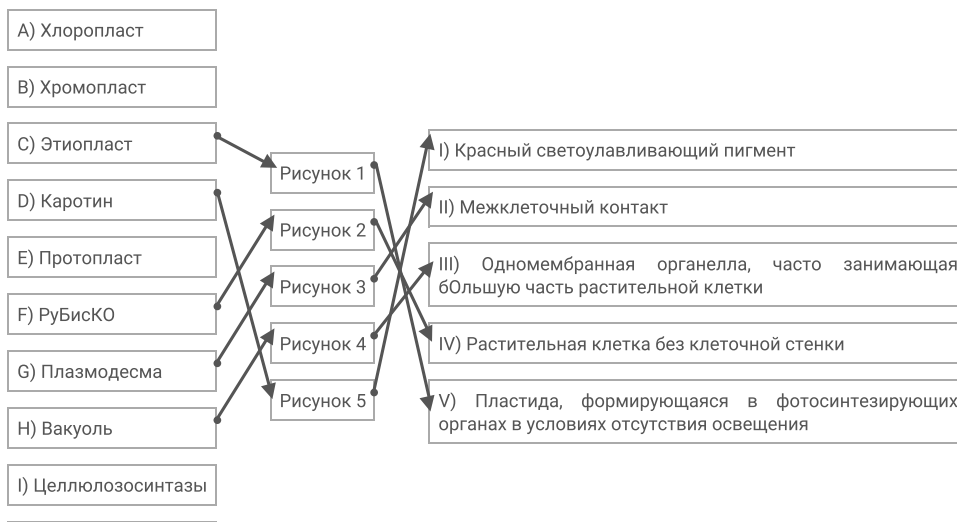 A) Хлоропласт
B) Хромопласт
C) Этиопласт
D) Каротин
E) Протопласт
F) РуБисКО
G) Плазмодесма
H) Вакуоль
I) Целлюлозосинтазы
Рисунок 1
Рисунок 2
Рисунок 3
Рисунок 4
Рисунок 5
I) Красный светоулавливающий пигмент
II) Межклеточный контакт
III) Одномембранная органелла, часто занимающая
бОльшую часть растительной клетки
IV) Растительная клетка без клеточной стенки
V) Пластида, формирующаяся в фотосинтезирующих
органах в условиях отсутствия освещения